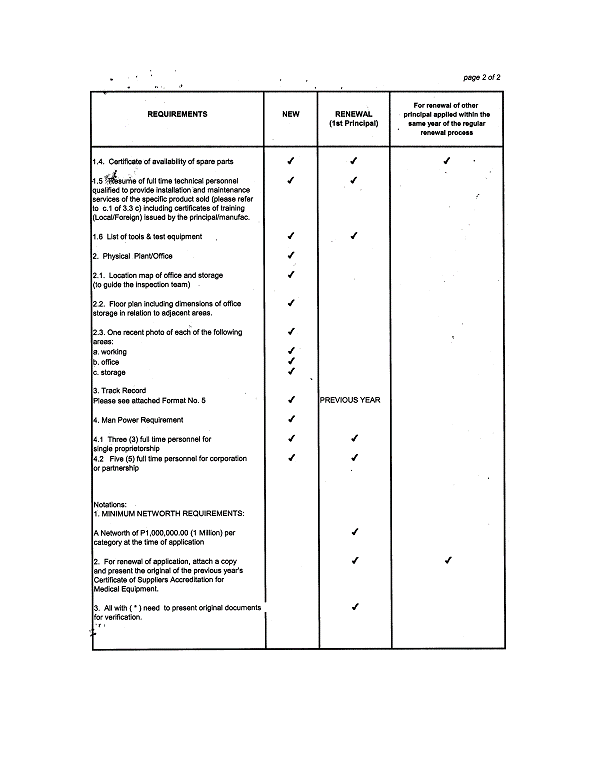 page 2 of 2
REQUIREMENTS
NEW
RENEWAL
(1st Principal)
For renewal of other
principal applied within the
same year of the regular
renewal process
1.4. Certificate of availability of spare parts ✓ ✓ ✓
1.5 Resume of full time technical personnel ✓ ✓
qualified to provide installation and maintenance
services of the specific product sold (please refer
to c.1 of 3.3 c) including certificates of training
(Local/Foreign) issued by the principal/manufac.
1.6 List of tools & test equipment ✓ ✓
2. Physical Plant/Office ✓
2.1. Location map of office and storage ✓
(to guide the inspection team)
2.2. Floor plan including dimensions of office ✓
storage in relation to adjacent areas.
2.3. One recent photo of each of the following ✓
areas:
a. working ✓
b. office ✓
c. storage ✓
3. Track Record
Please see attached Format No. 5 ✓ PREVIOUS YEAR
4. Man Power Requirement ✓
4.1 Three (3) full time personnel for ✓ ✓
single proprietorship
4.2 Five (5) full time personnel for corporation ✓ ✓
or partnership
Notations:
1. MINIMUM NETWORTH REQUIREMENTS:
A Networth of P1,000,000.00 (1 Million) per ✓
category at the time of application
2. For renewal of application, attach a copy ✓ ✓
and present the original of the previous year's
Certificate of Suppliers Accreditation for
Medical Equipment.
3. All with ( * ) need to present original documents ✓
for verification.